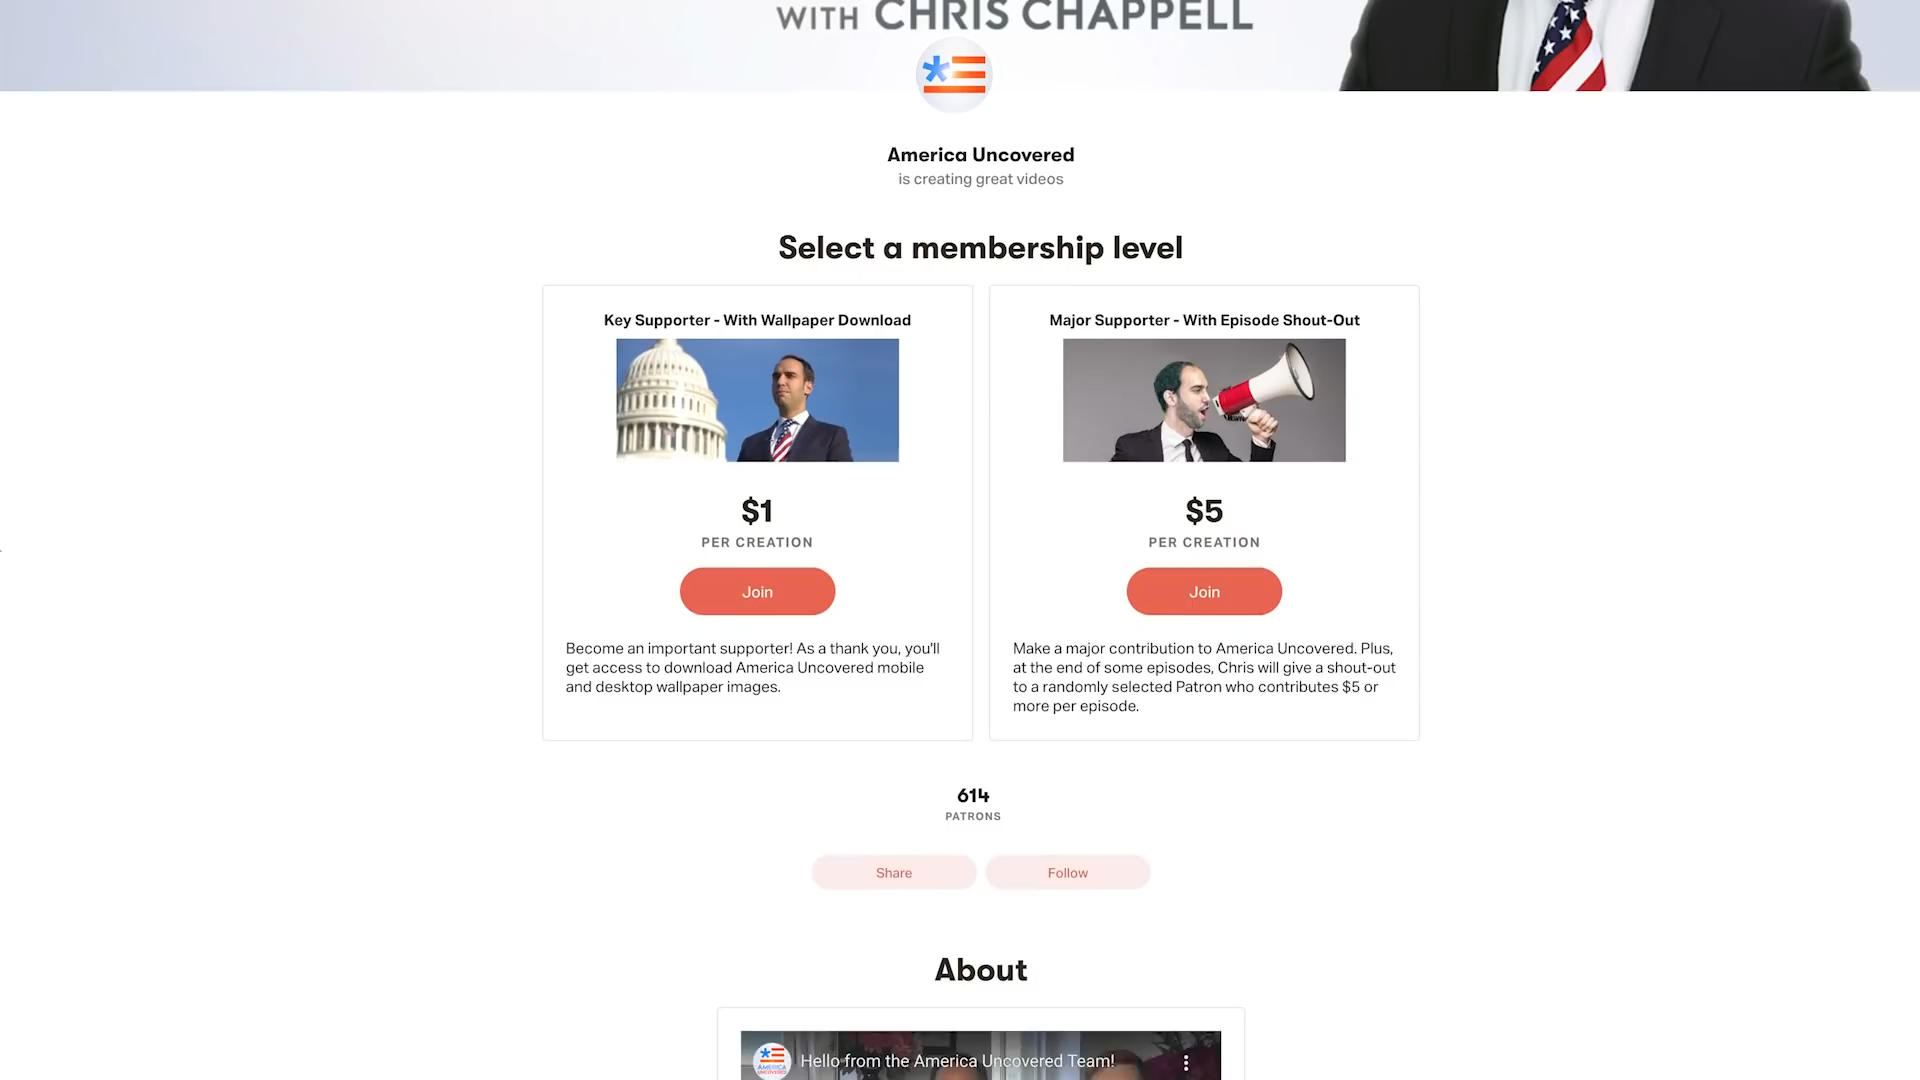 WITH CHRIS CHAPPELL
America Uncovered
is creating great videos
Select a membership level
Key Supporter - With Wallpaper Download
$1
PER CREATION
Join
Become an important supporter! As a thank you, you'll
get access to download America Uncovered mobile
and desktop wallpaper images.
Major Supporter - With Episode Shout-Out
$5
PER CREATION
Join
Make a major contribution to America Uncovered. Plus,
at the end of some episodes, Chris will give a shout-out
to a randomly selected Patron who contributes $5 or
more per episode.
614
PATRONS
Share
Follow
About
AMERICA
UNCOVERED
Hello from the America Uncovered Team!